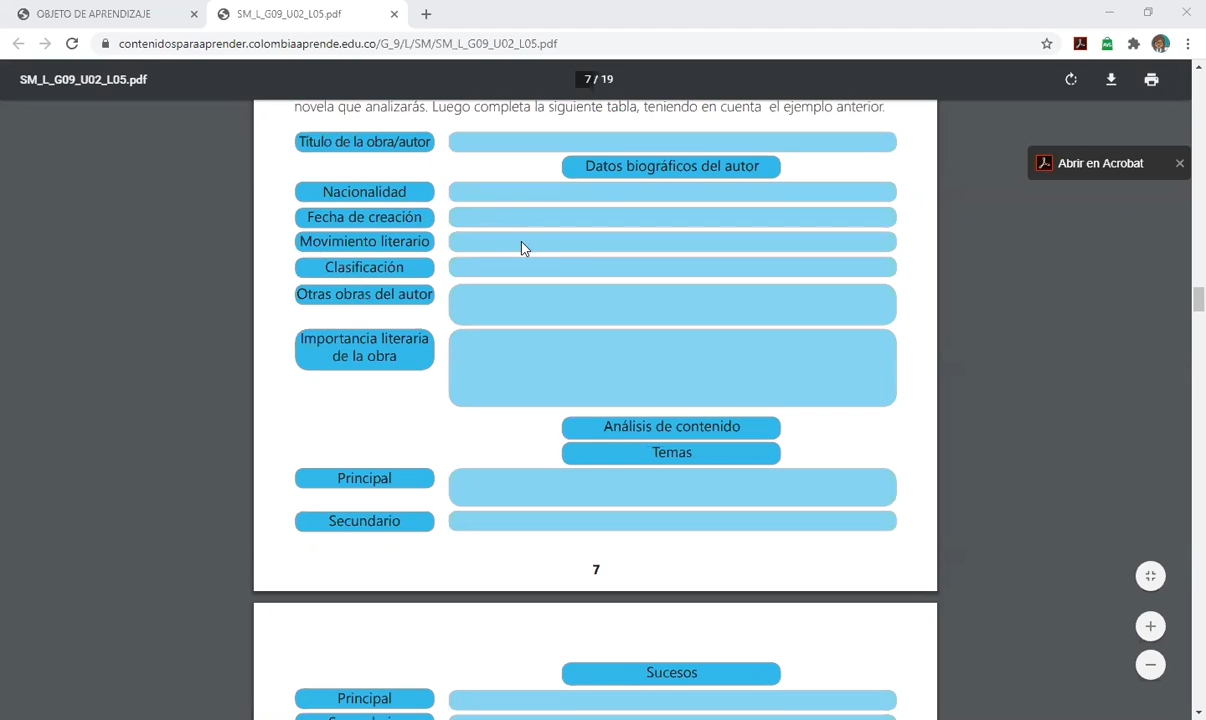 OBJETO DE APRENDIZAJE
SM_L_G09_U02_L05.pdf
contenidosparaaprender.colombiaaprende.edu.co/G_9/L/SM/SM_L_G09_U02_L05.pdf
SM_L_G09_U02_L05.pdf
7 / 19
Abrir en Acrobat
novela que analizarás. Luego completa la siguiente tabla, teniendo en cuenta el ejemplo anterior.
Título de la obra/autor
Datos biográficos del autor
Nacionalidad
Fecha de creación
Movimiento literario
Clasificación
Otras obras del autor
Importancia literaria
de la obra
Análisis de contenido
Temas
Principal
Secundario
7
Sucesos
Principal